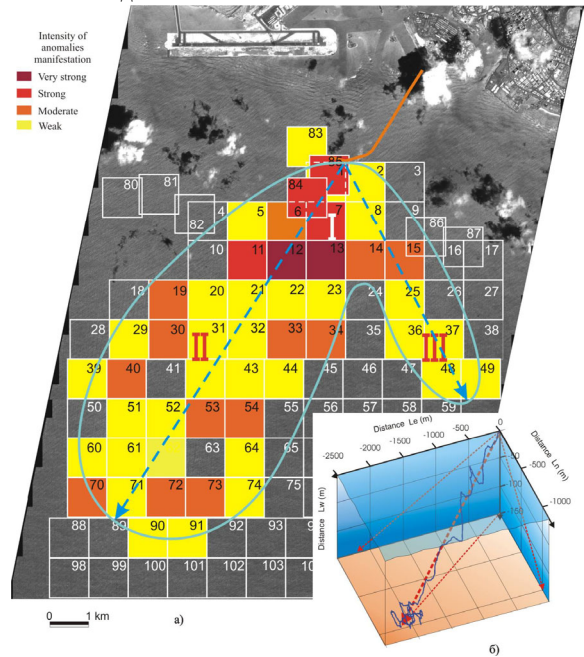 Intensity of
anomalies
manifestation
Very strong
Strong
Moderate
Weak
83
85 2 3
80 81 84
82 4 5 6 7 8 9
I 86 87
10 11 12 13 14 15 16 17
18 19 20 21 22 23 24 25 26 27
28 29 30 31 32 33 34 35 36 37 38
II III
39 40 41 42 43 44 45 46 47 48 49
50 51 52 53 54 55 56 57 58 59
60 61 63 64
70 71 72 73 74 75
88 89 90 91 92 93
98 99 100 101 102 103
0 1 km
a)
Distance Le (m)
-2500 -2000 -1500 -1000 -500 0
Distance Ln (m)
0 -500 -1000
Distance Lw (m)
-150
б)